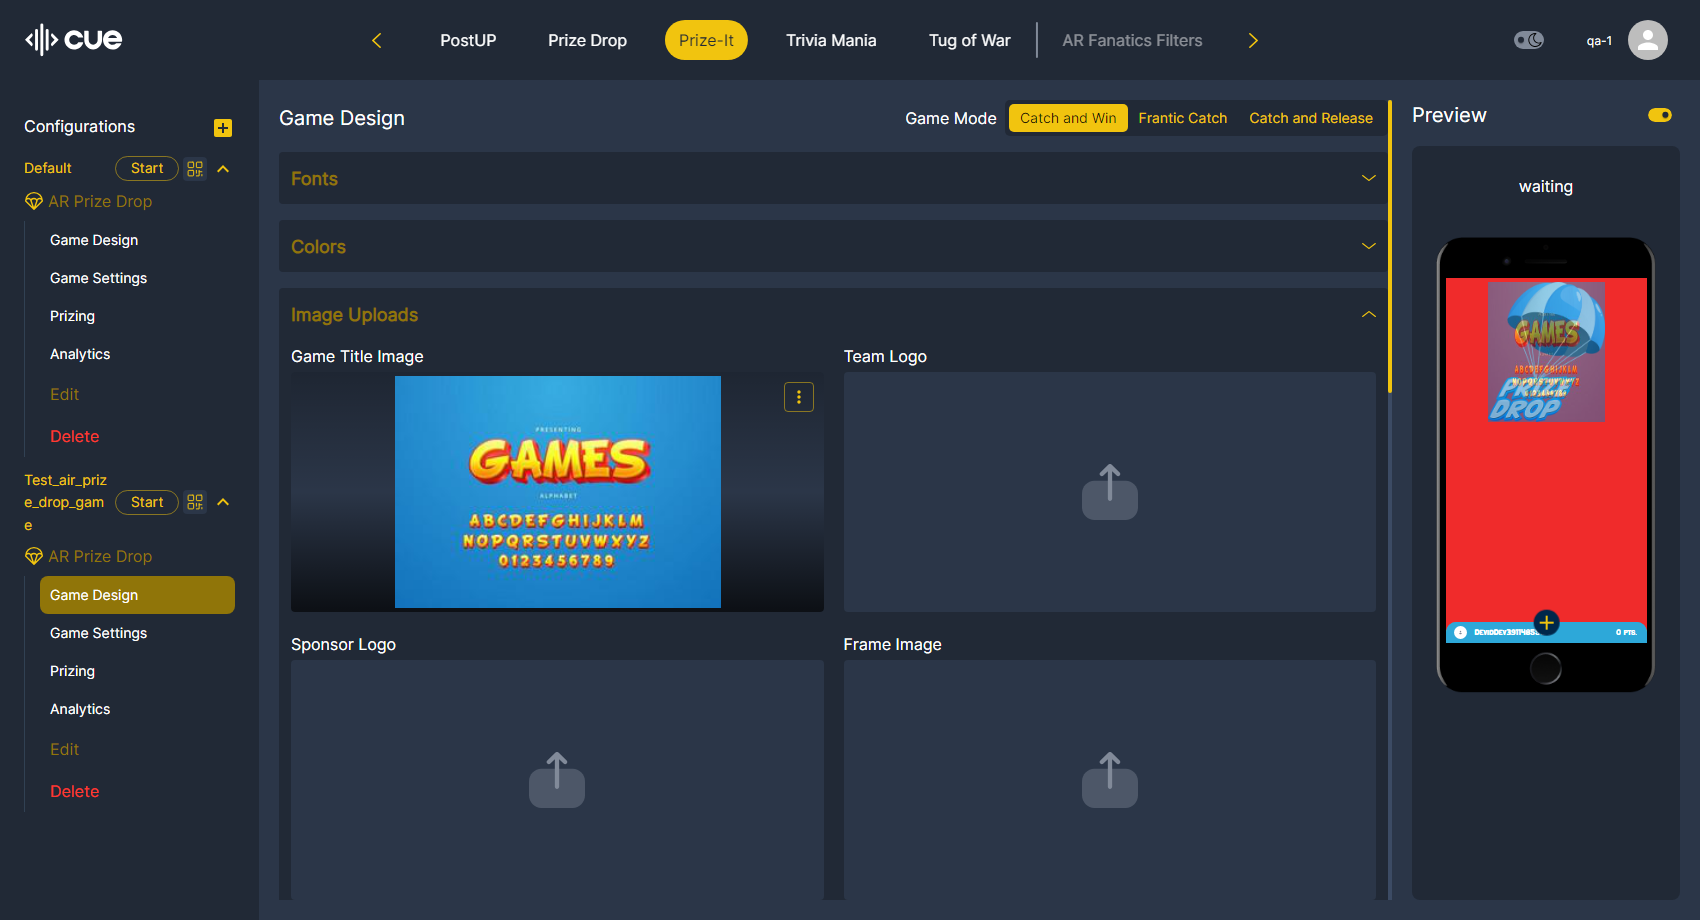 cue
PostUP
Prize Drop
Prize-It
Trivia Mania
Tug of War
AR Fanatics Filters
qa-1
Configurations
Default
Start
AR Prize Drop
Game Design
Game Settings
Prizing
Analytics
Edit
Delete
Test_air_priz
e_drop_gam
e
Start
AR Prize Drop
Game Design
Game Settings
Prizing
Analytics
Edit
Delete
Game Design
Game Mode
Catch and Win
Frantic Catch
Catch and Release
Fonts
Colors
Image Uploads
Game Title Image
PRESENTING
GAMES
ALPHABET
ABCDEFGHIJKLM
NOPQRSTUVWXYZ
0123456789
Team Logo
Sponsor Logo
Frame Image
Preview
waiting
GAMES
ABCDEFGHIJKLM
NOPQRSTUVWXYZ
PRIZE
DROP
0 PTS.